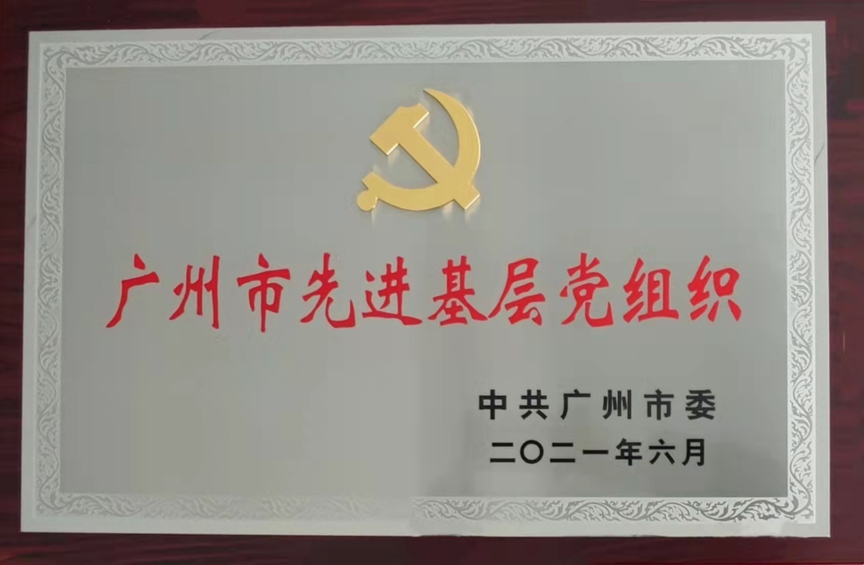 广州市先进基层党组织
中共广州市委
二〇二一年六月